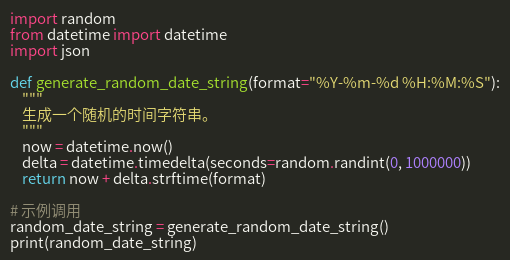 import random
from datetime import datetime
import json

def generate_random_date_string(format="%Y-%m-%d %H:%M:%S"):
    """
    生成一个随机的时间字符串。
    """
    now = datetime.now()
    delta = datetime.timedelta(seconds=random.randint(0, 1000000))
    return now + delta.strftime(format)

# 示例调用
random_date_string = generate_random_date_string()
print(random_date_string)